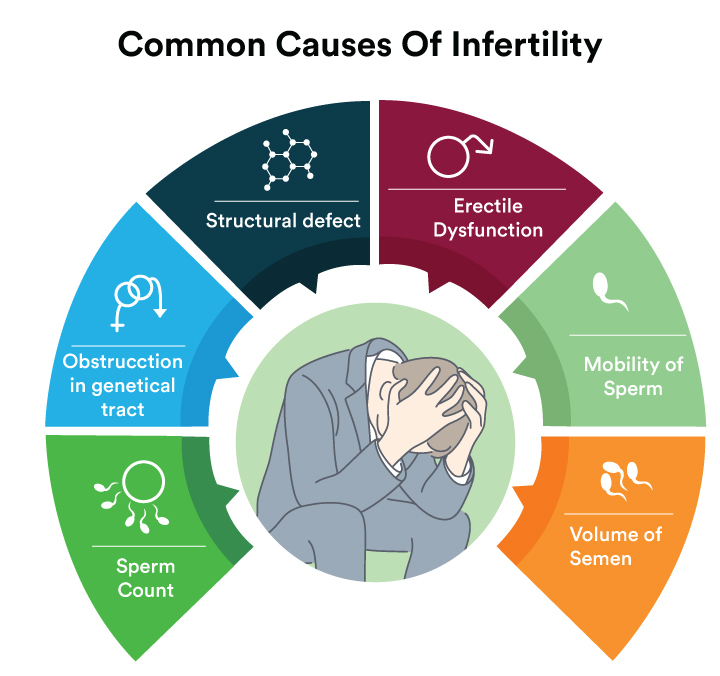 Common Causes Of Infertility
Structural defect
Erectile
Dysfunction
Obstrucction
in genetical
tract
Mobility of
Sperm
Sperm
Count
Volume of
Semen